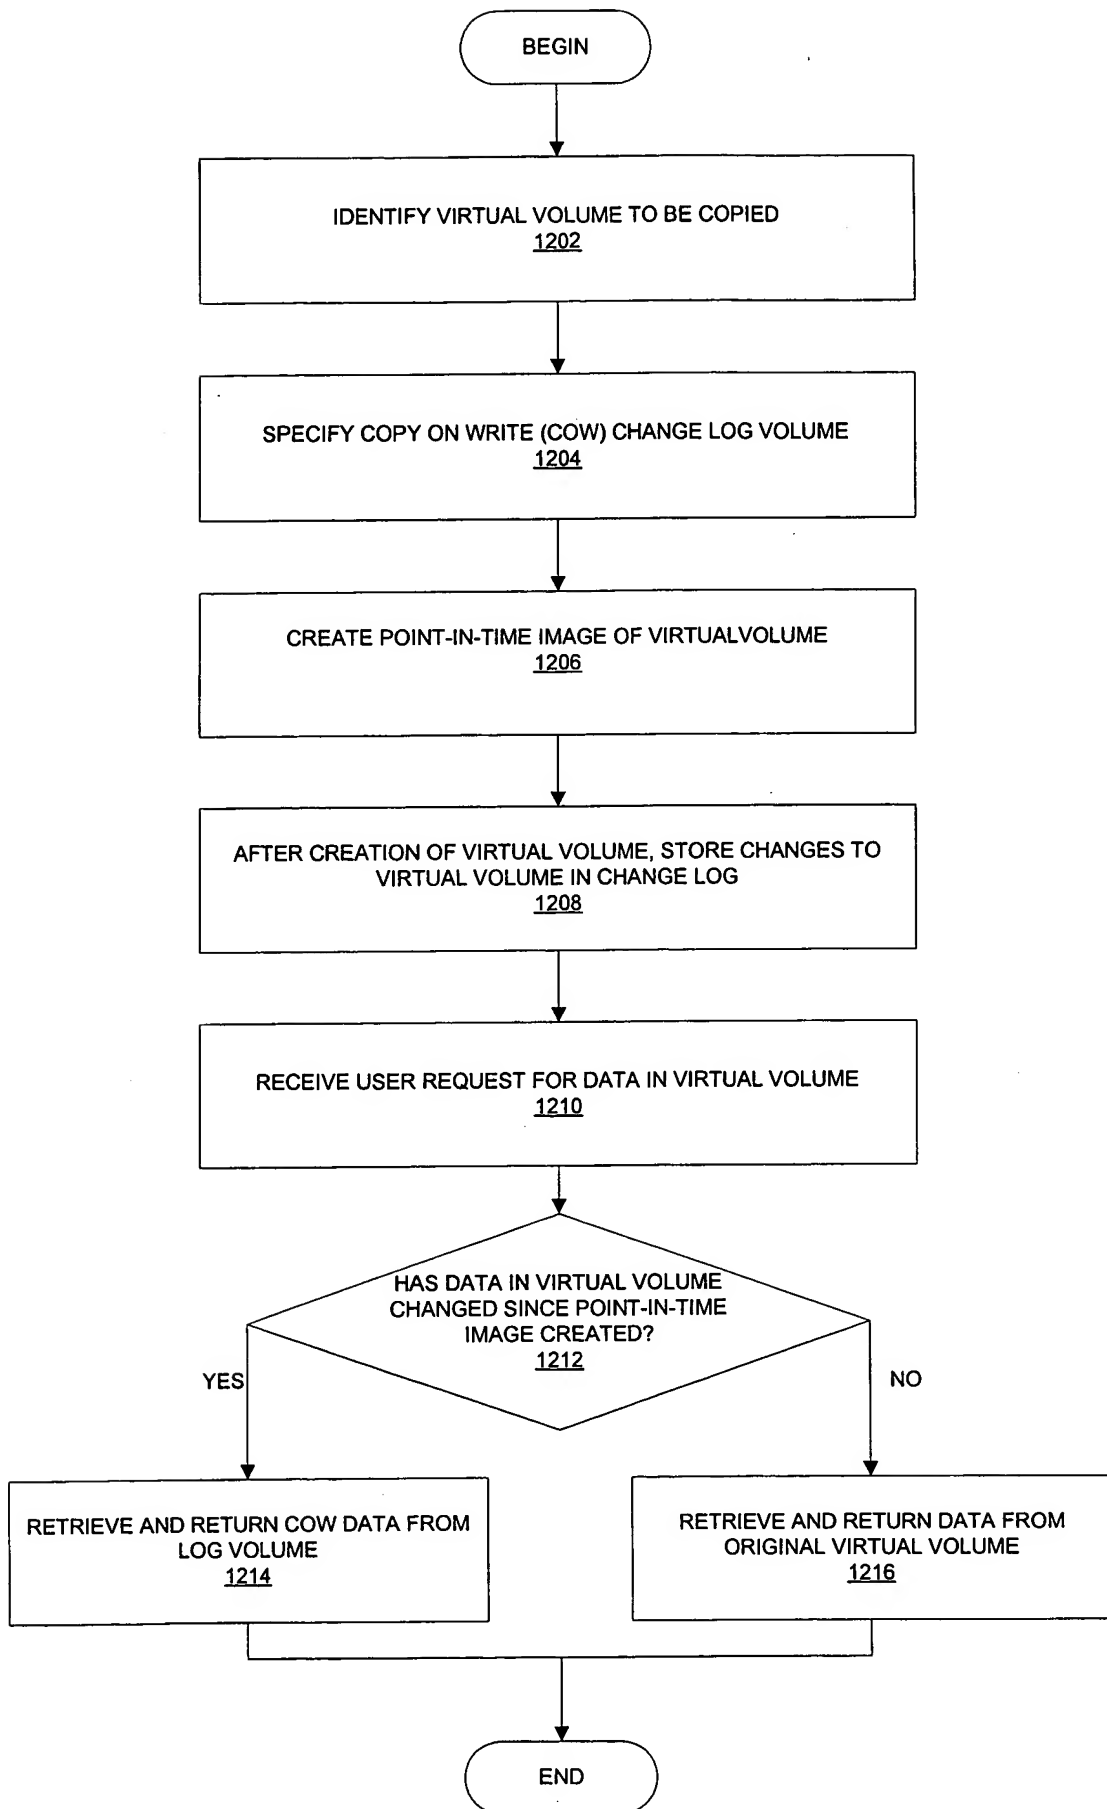 BEGIN
IDENTIFY VIRTUAL VOLUME TO BE COPIED
1202
SPECIFY COPY ON WRITE (COW) CHANGE LOG VOLUME
1204
CREATE POINT-IN-TIME IMAGE OF VIRTUALVOLUME
1206
AFTER CREATION OF VIRTUAL VOLUME, STORE CHANGES TO
VIRTUAL VOLUME IN CHANGE LOG
1208
RECEIVE USER REQUEST FOR DATA IN VIRTUAL VOLUME
1210
HAS DATA IN VIRTUAL VOLUME
CHANGED SINCE POINT-IN-TIME
IMAGE CREATED?
1212
YES
NO
RETRIEVE AND RETURN COW DATA FROM
LOG VOLUME
1214
RETRIEVE AND RETURN DATA FROM
ORIGINAL VIRTUAL VOLUME
1216
END